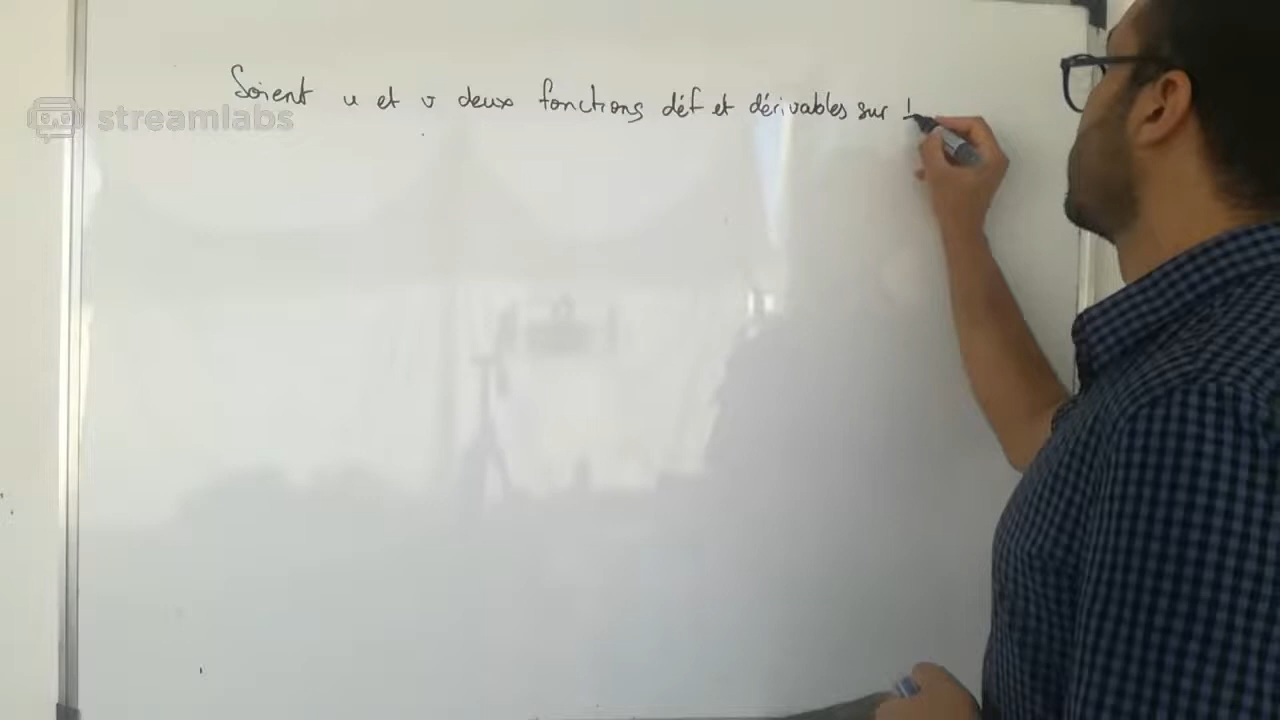 Soient u et v deux fonctions déf et dérivables sur I
streamlabs